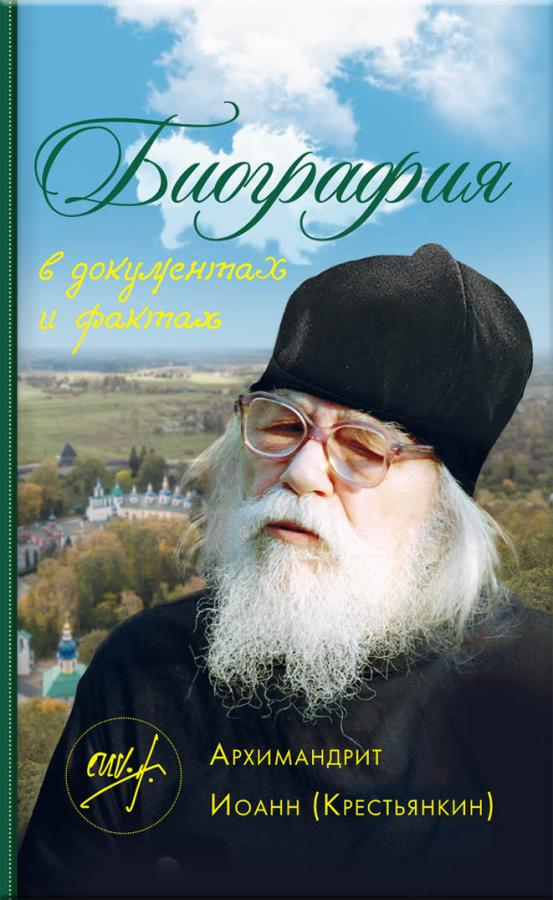 Биография
в документах
и фактах
Архимандрит
Иоанн (Крестьянкин)